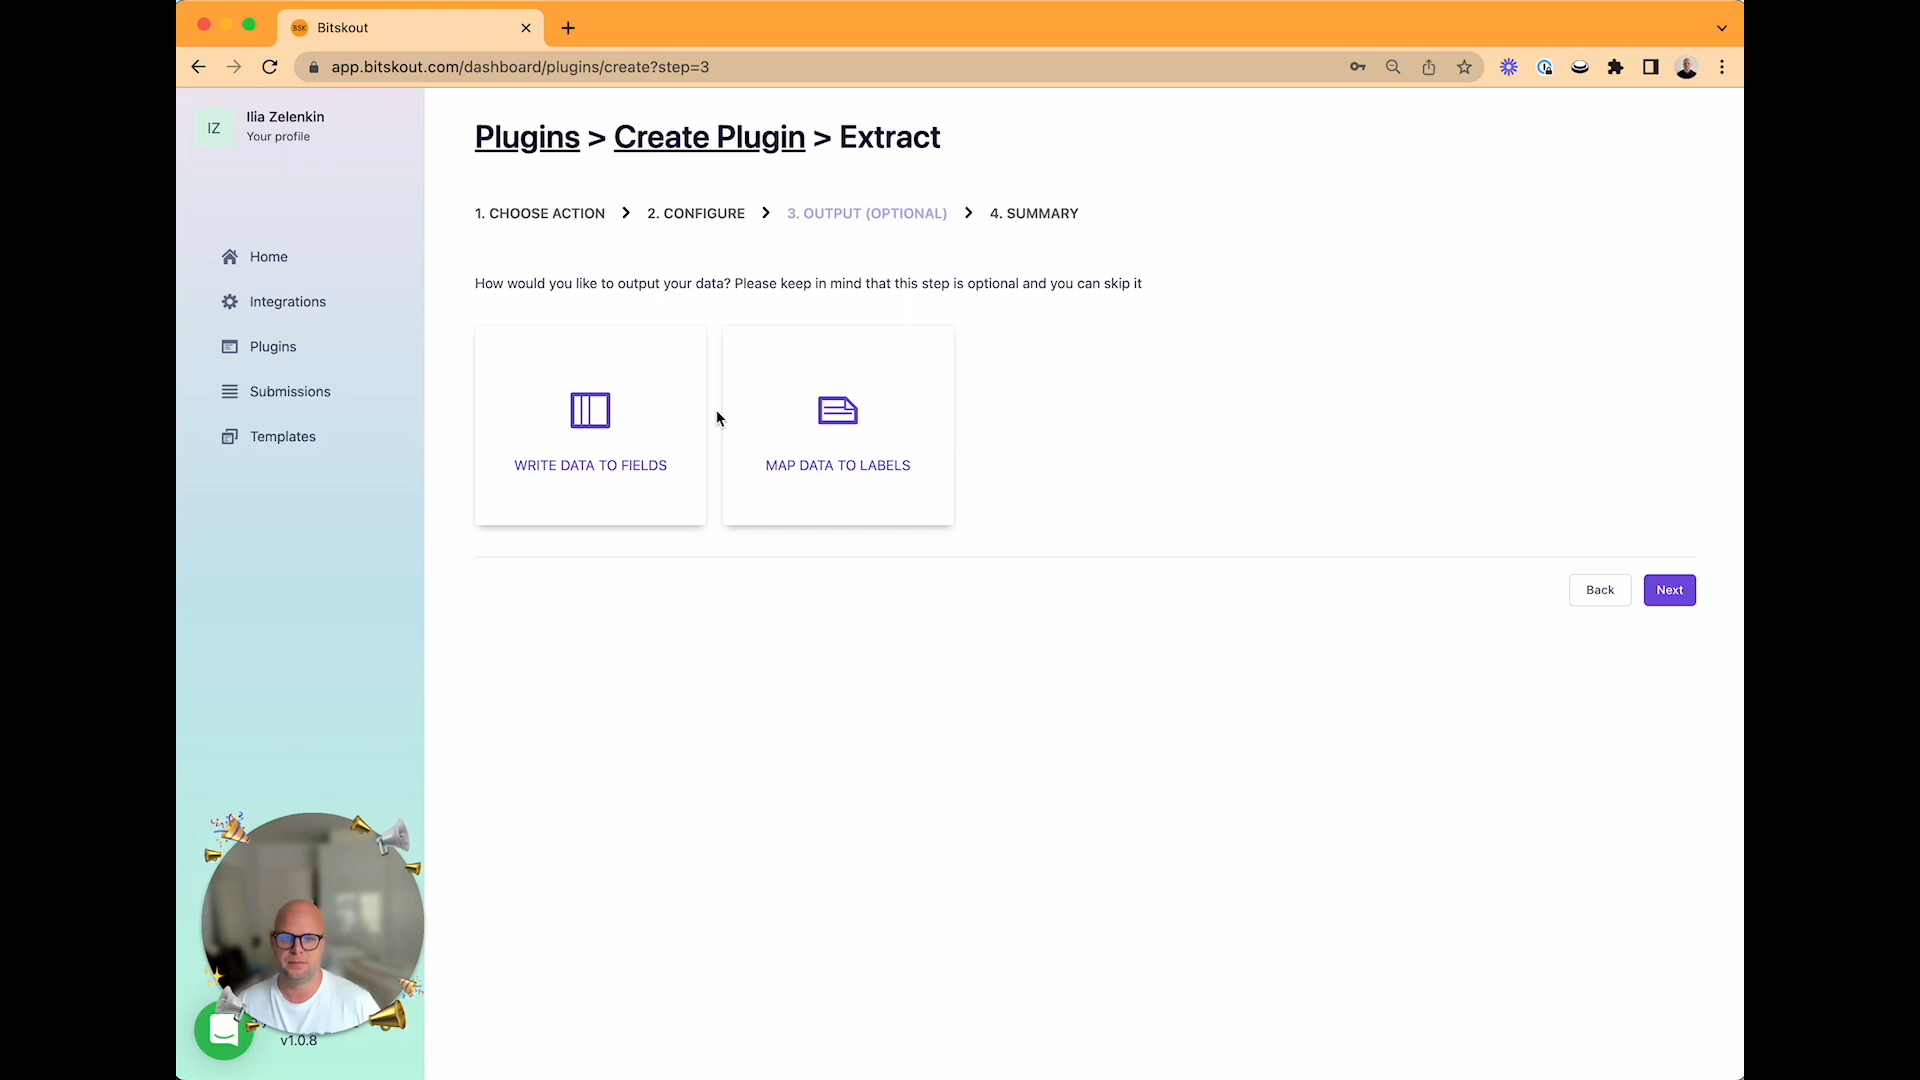 BSK Bitskout
app.bitskout.com/dashboard/plugins/create?step=3
IZ
Ilia Zelenkin
Your profile
Home
Integrations
Plugins
Submissions
Templates
v1.0.8
Plugins > Create Plugin > Extract
1. CHOOSE ACTION
2. CONFIGURE
3. OUTPUT (OPTIONAL)
4. SUMMARY
How would you like to output your data? Please keep in mind that this step is optional and you can skip it
WRITE DATA TO FIELDS
MAP DATA TO LABELS
Back
Next